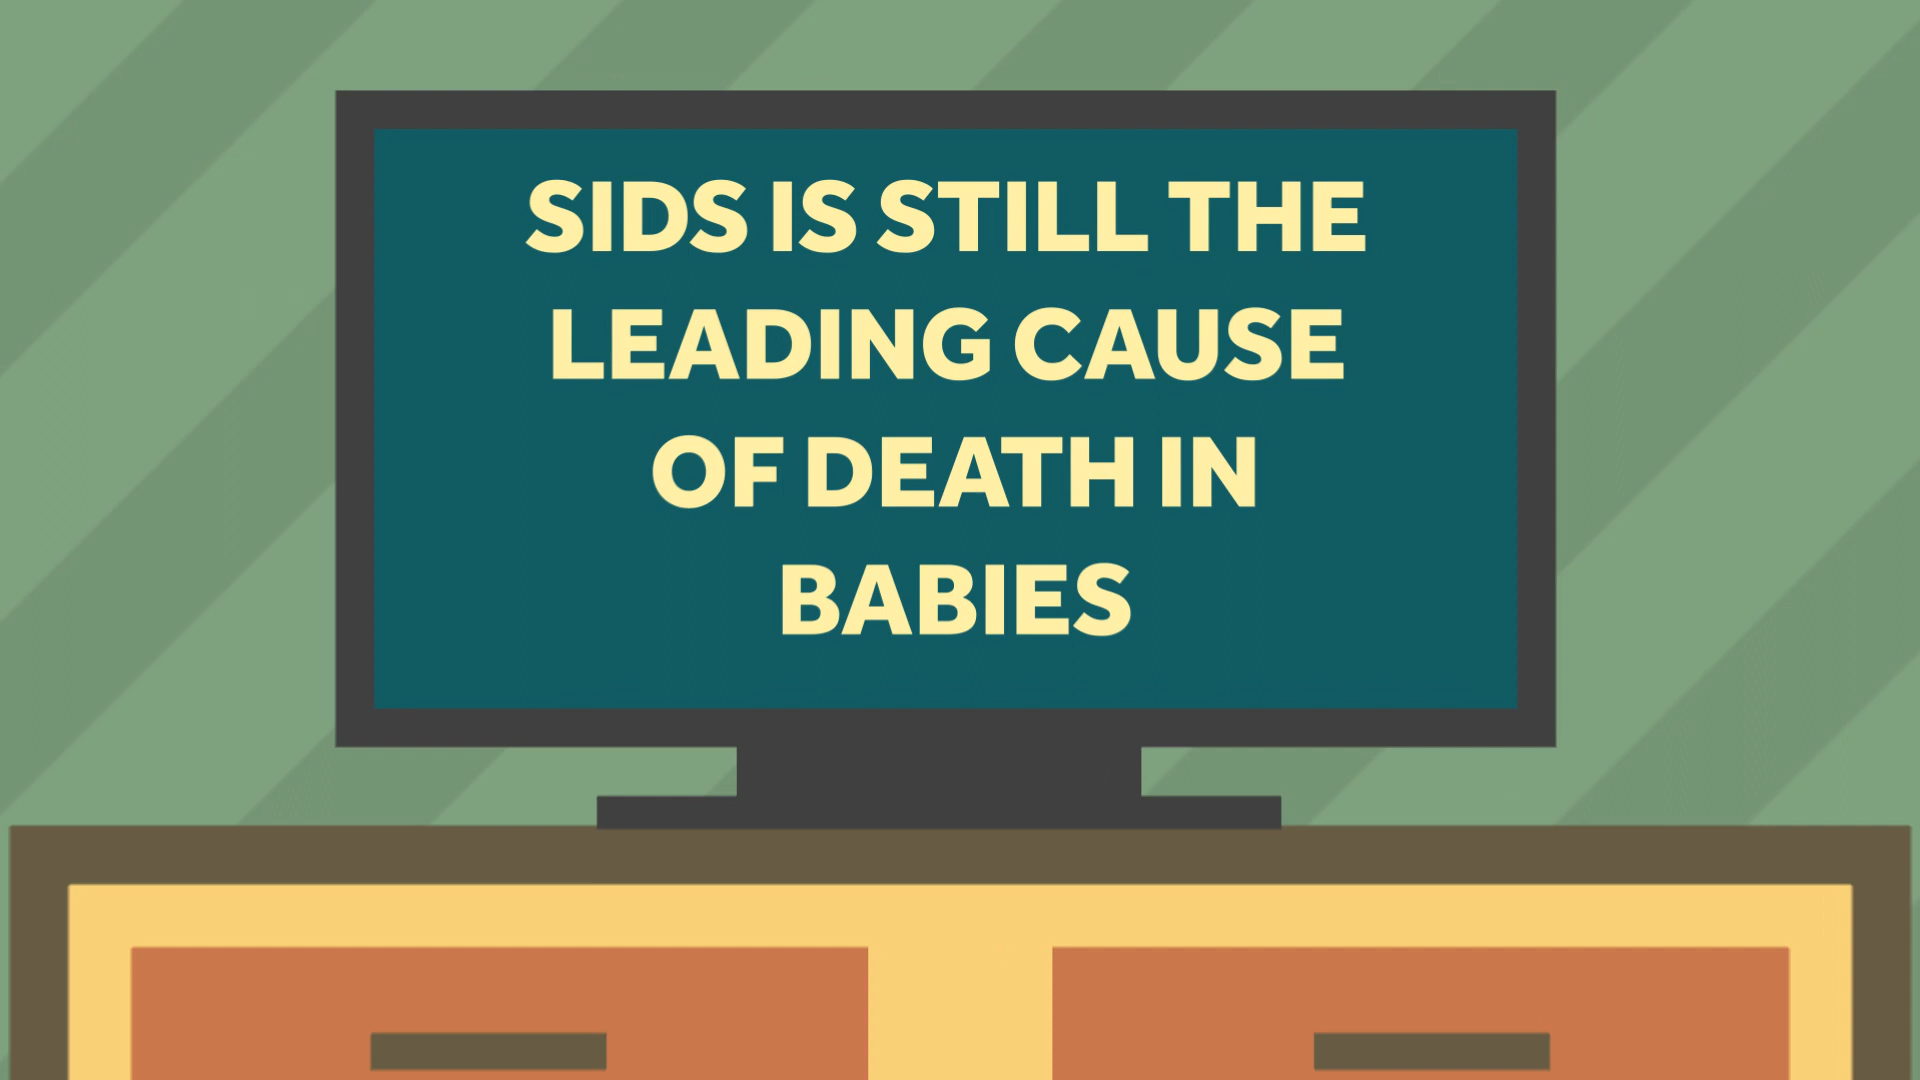 SIDS IS STILL THE
LEADING CAUSE
OF DEATH IN
BABIES